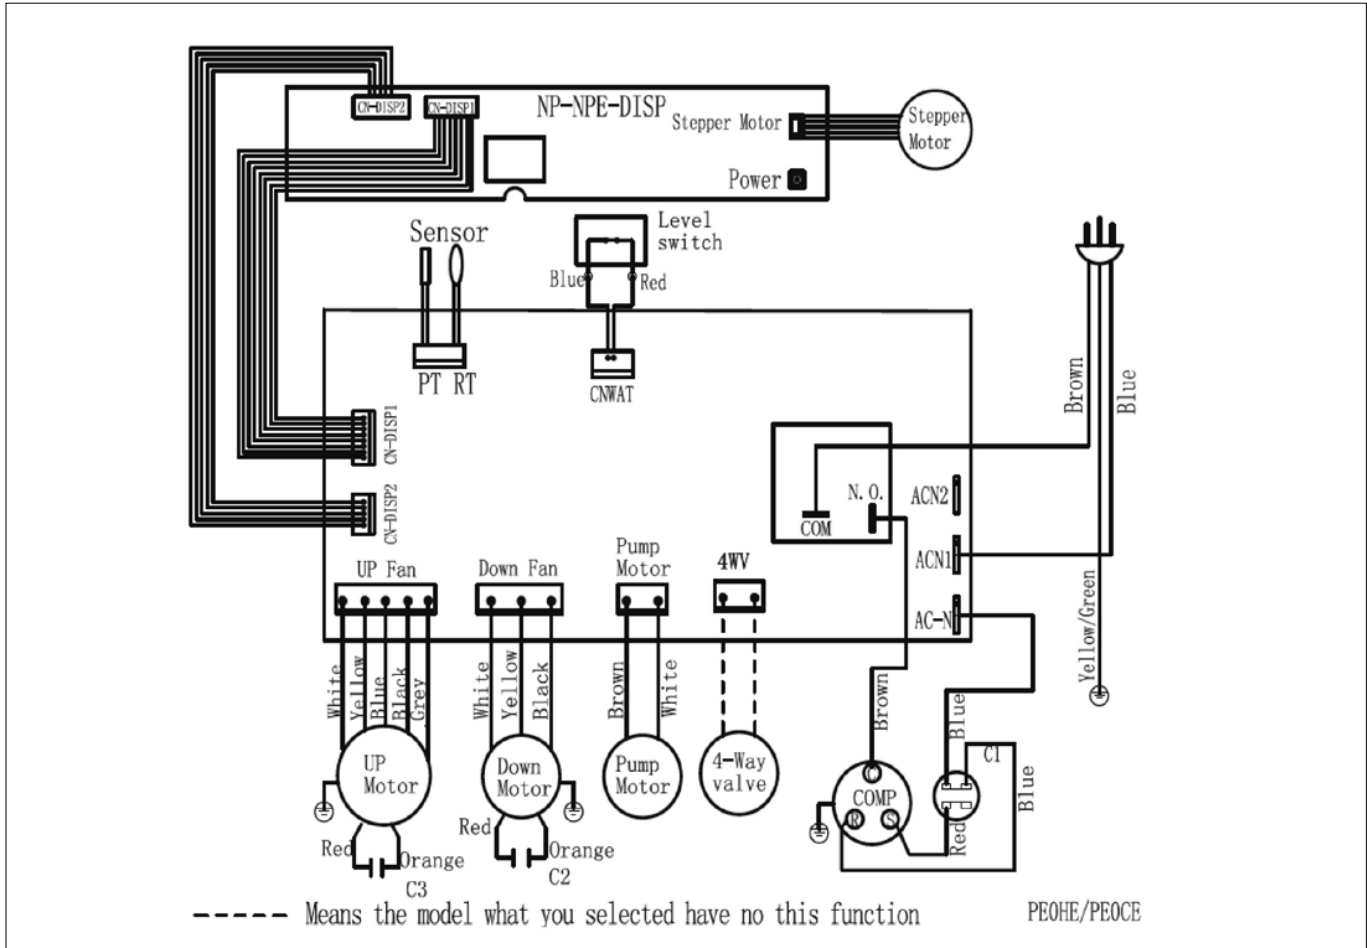 CN-DISP2
CN-DISP1
NP-NPE-DISP
Stepper Motor
Stepper
Motor
Power
Sensor
Level
switch
Blue
Red
PT RT
CNWAT
Brown
Blue
CN-DISP1
CN-DISP2
N.O.
COM
ACN2
ACN1
AC-N
Yellow/Green
UP Fan
Down Fan
Pump
Motor
4WV
White
Yellow
Blue
Black
Grey
White
Yellow
Black
Brown
White
Brown
Blue
C1
Blue
UP
Motor
Down
Motor
Pump
Motor
4-Way
valve
C
COMP
R
S
Red
Red
Orange
C3
Red
Orange
C2
Means the model what you selected have no this function
PE0HE/PE0CE